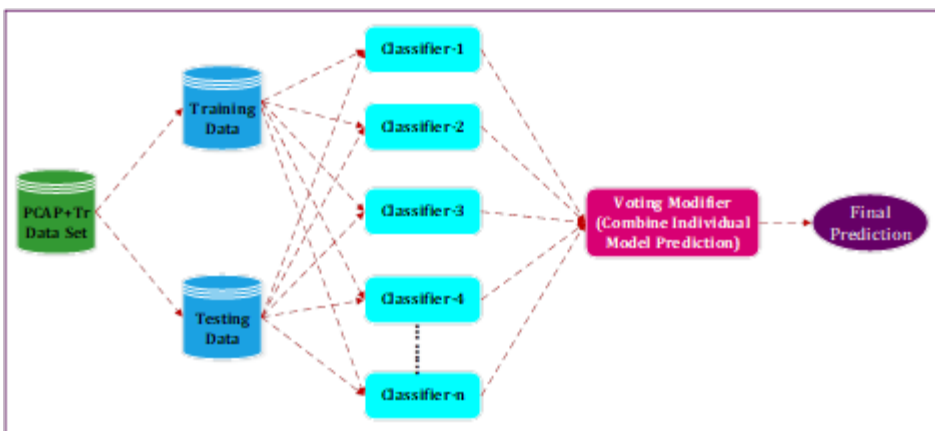 PCAP+Tr
Data Set
Training
Data
Testing
Data
Classifier-1
Classifier-2
Classifier-3
Classifier-4
Classifier-n
Voting Modifier
(Combine Individual
Model Prediction)
Final
Prediction